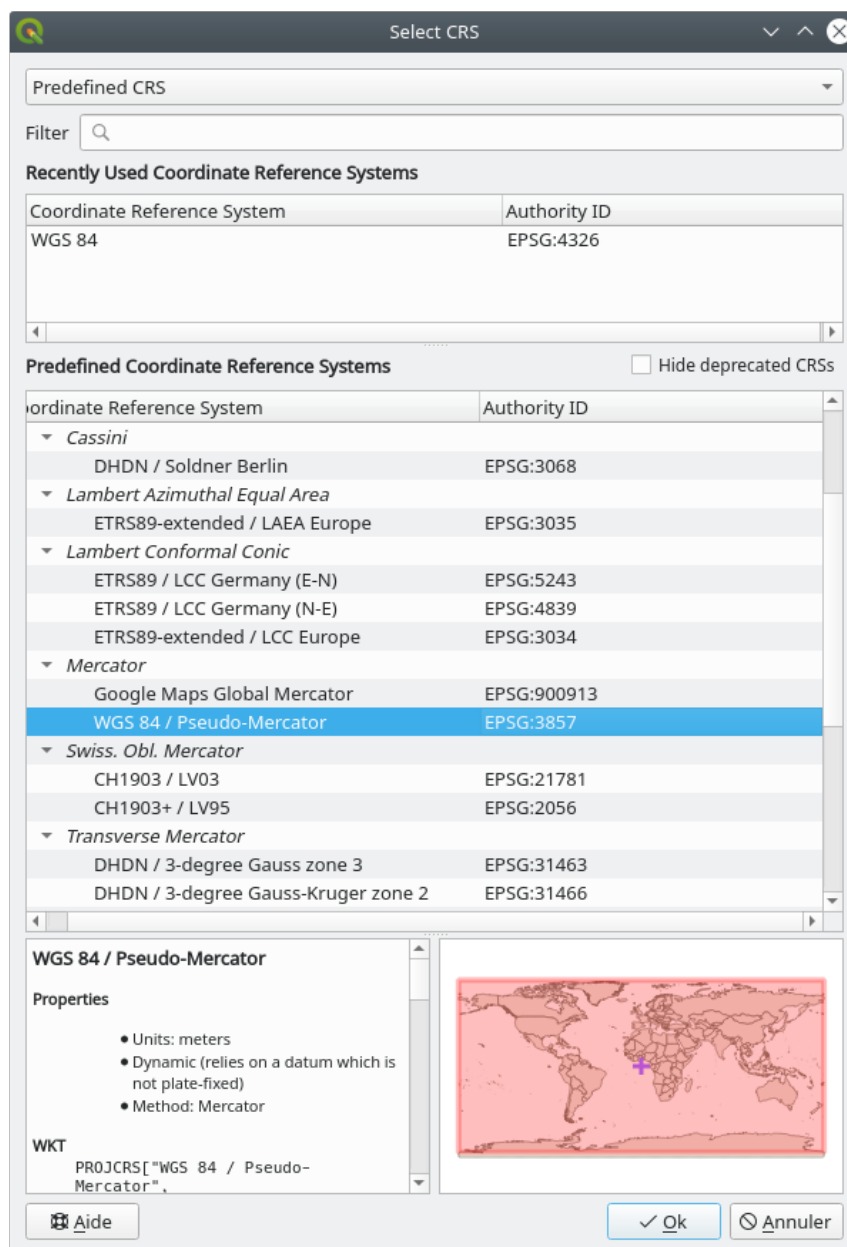 Select CRS
Predefined CRS
Filter
Recently Used Coordinate Reference Systems
Coordinate Reference System Authority ID
WGS 84 EPSG:4326
Predefined Coordinate Reference Systems Hide deprecated CRSs
oordinate Reference System Authority ID
Cassini
DHDN / Soldner Berlin EPSG:3068
Lambert Azimuthal Equal Area
ETRS89-extended / LAEA Europe EPSG:3035
Lambert Conformal Conic
ETRS89 / LCC Germany (E-N) EPSG:5243
ETRS89 / LCC Germany (N-E) EPSG:4839
ETRS89-extended / LCC Europe EPSG:3034
Mercator
Google Maps Global Mercator EPSG:900913
WGS 84 / Pseudo-Mercator EPSG:3857
Swiss. Obl. Mercator
CH1903 / LV03 EPSG:21781
CH1903+ / LV95 EPSG:2056
Transverse Mercator
DHDN / 3-degree Gauss zone 3 EPSG:31463
DHDN / 3-degree Gauss-Kruger zone 2 EPSG:31466
WGS 84 / Pseudo-Mercator
Properties
• Units: meters
• Dynamic (relies on a datum which is
not plate-fixed)
• Method: Mercator
WKT
PROJCRS["WGS 84 / Pseudo-
Mercator",
Aide Ok Annuler